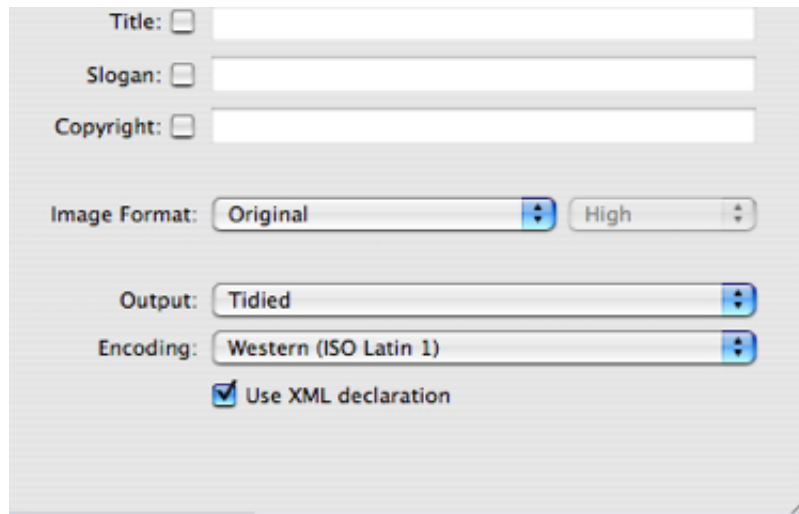 Title:
Slogan:
Copyright:
Image Format: Original High
Output: Tidied
Encoding: Western (ISO Latin 1)
Use XML declaration